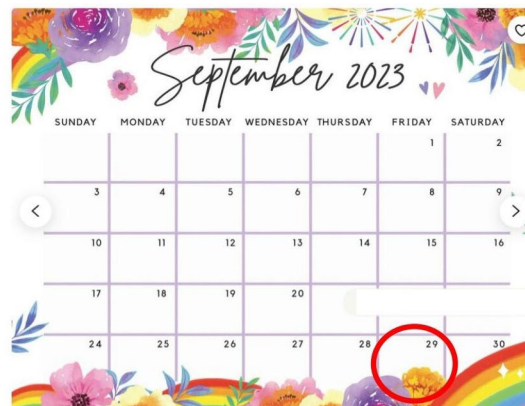 September 2023
SUNDAY MONDAY TUESDAY WEDNESDAY THURSDAY FRIDAY SATURDAY
1 2
3 4 5 6 7 8 9
10 11 12 13 14 15 16
17 18 19 20
24 25 26 27 28 29 30